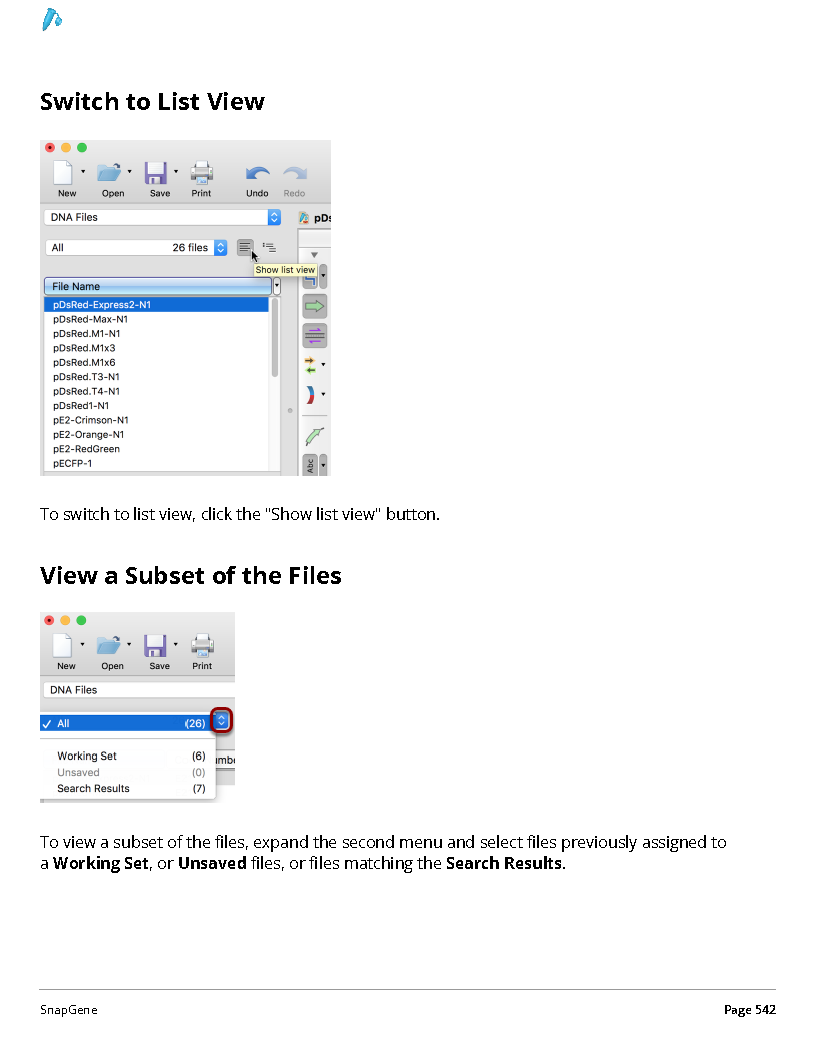 Switch to List View
New Open Save Print Undo Redo
DNA Files
pDs
All 26 files
Show list view
File Name
pDsRed-Express2-N1
pDsRed-Max-N1
pDsRed.M1-N1
pDsRed.M1x3
pDsRed.M1x6
pDsRed.T3-N1
pDsRed.T4-N1
pDsRed1-N1
pE2-Crimson-N1
pE2-Orange-N1
pE2-RedGreen
pECFP-1
Abc
To switch to list view, click the "Show list view" button.
View a Subset of the Files
New Open Save Print
DNA Files
All (26)
Working Set (6)
umbe
Unsaved (0)
Search Results (7)
To view a subset of the files, expand the second menu and select files previously assigned to
a Working Set, or Unsaved files, or files matching the Search Results.
SnapGene Page 542